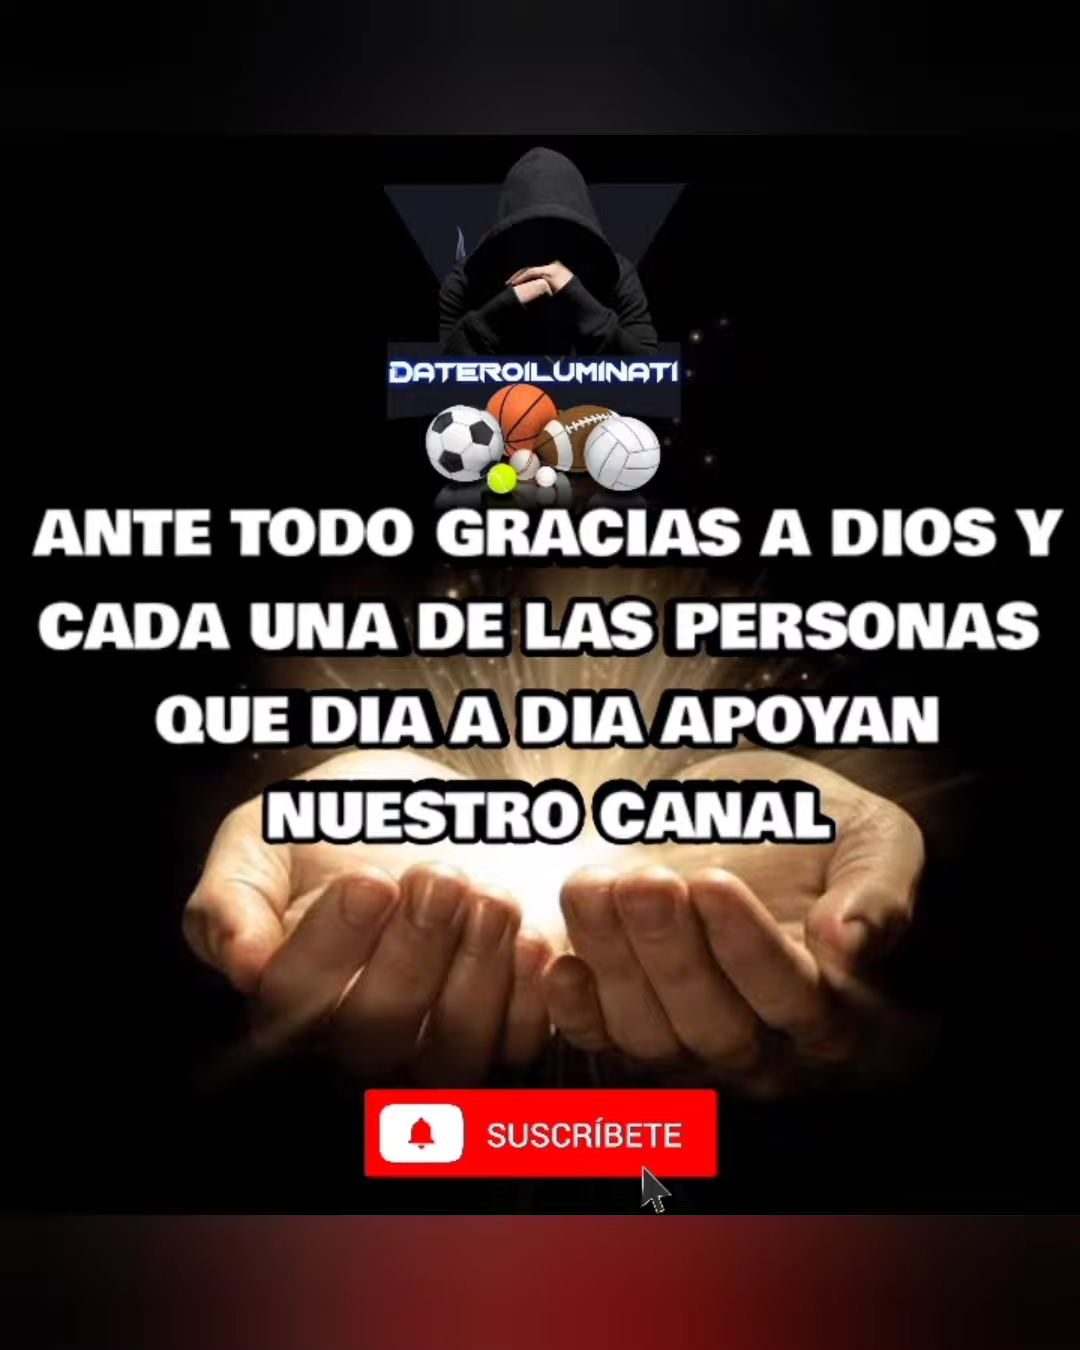 DATEROILUMINATI
ANTE TODO GRACIAS A DIOS Y
CADA UNA DE LAS PERSONAS
QUE DIA A DIA APOYAN
NUESTRO CANAL
SUSCRÍBETE